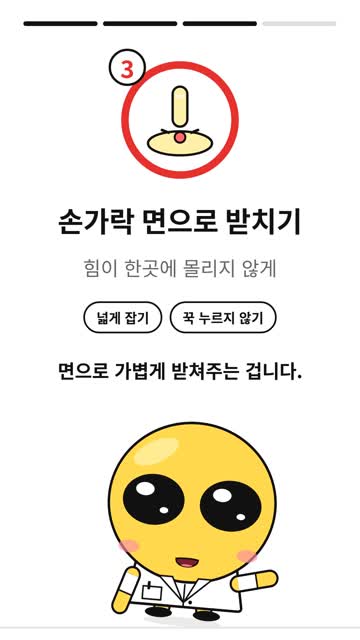 3
손가락 면으로 받치기
힘이 한곳에 몰리지 않게
넓게 잡기
꾹 누르지 않기
면으로 가볍게 받쳐주는 겁니다.